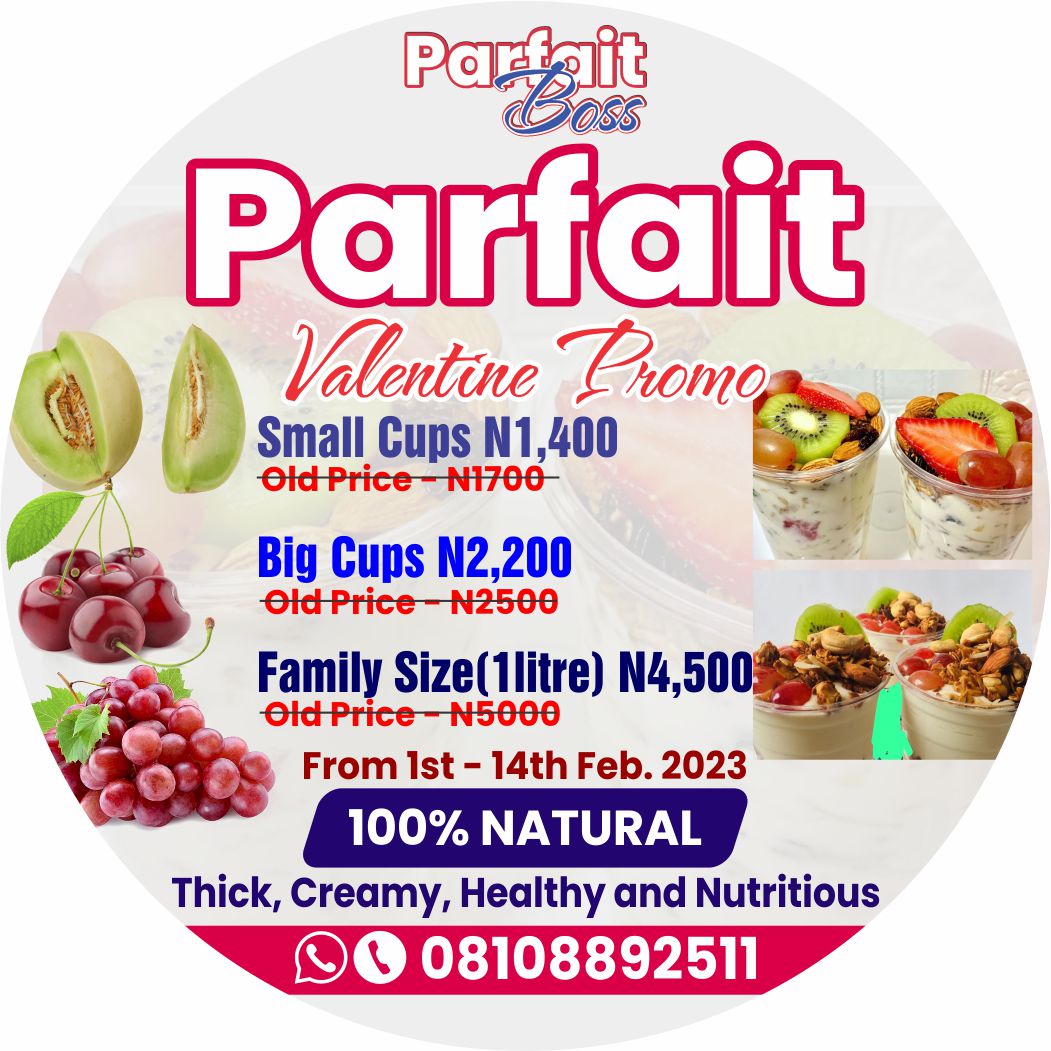 Parfait
Boss
Parfait
Valentine Promo
Small Cups N1,400
Old Price - N1700
Big Cups N2,200
Old Price - N2500
Family Size(1litre) N4,500
Old Price - N5000
From 1st - 14th Feb. 2023
100% NATURAL
Thick, Creamy, Healthy and Nutritious
08108892511